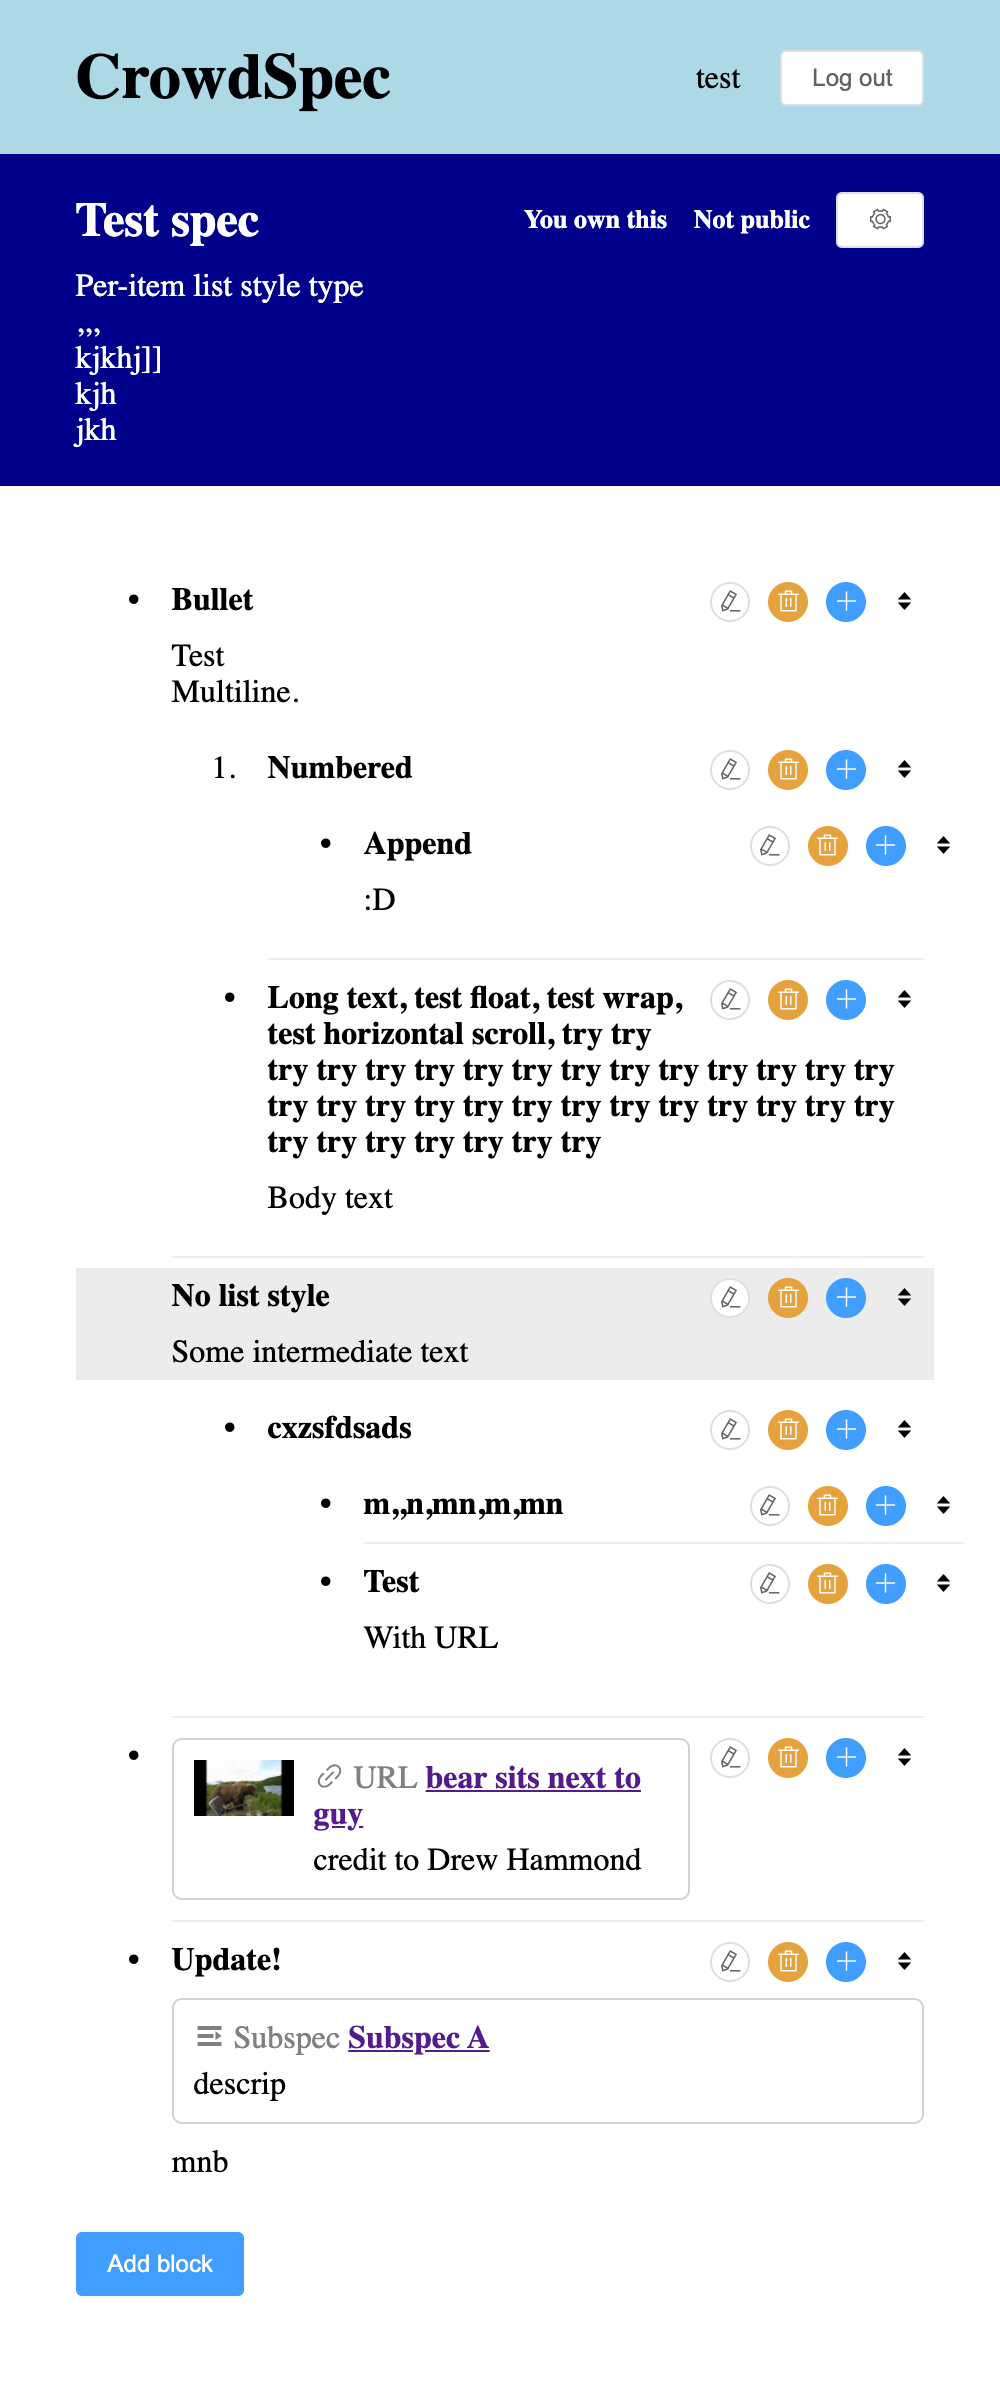 CrowdSpec
test
Log out
Test spec
You own this
Not public
Per-item list style type
,,,
kjkhj]]
kjh
jkh
• Bullet
Test
Multiline.
1. Numbered
• Append
:D
• Long text, test float, test wrap,
test horizontal scroll, try try
try try try try try try try try try try try try try
try try try try try try try try try try try try try
try try try try try try try
Body text
No list style
Some intermediate text
• cxzsfdsads
• m,,n,mn,m,mn
• Test
With URL
• URL bear sits next to
guy
credit to Drew Hammond
• Update!
Subspec Subspec A
descrip
mnb
Add block